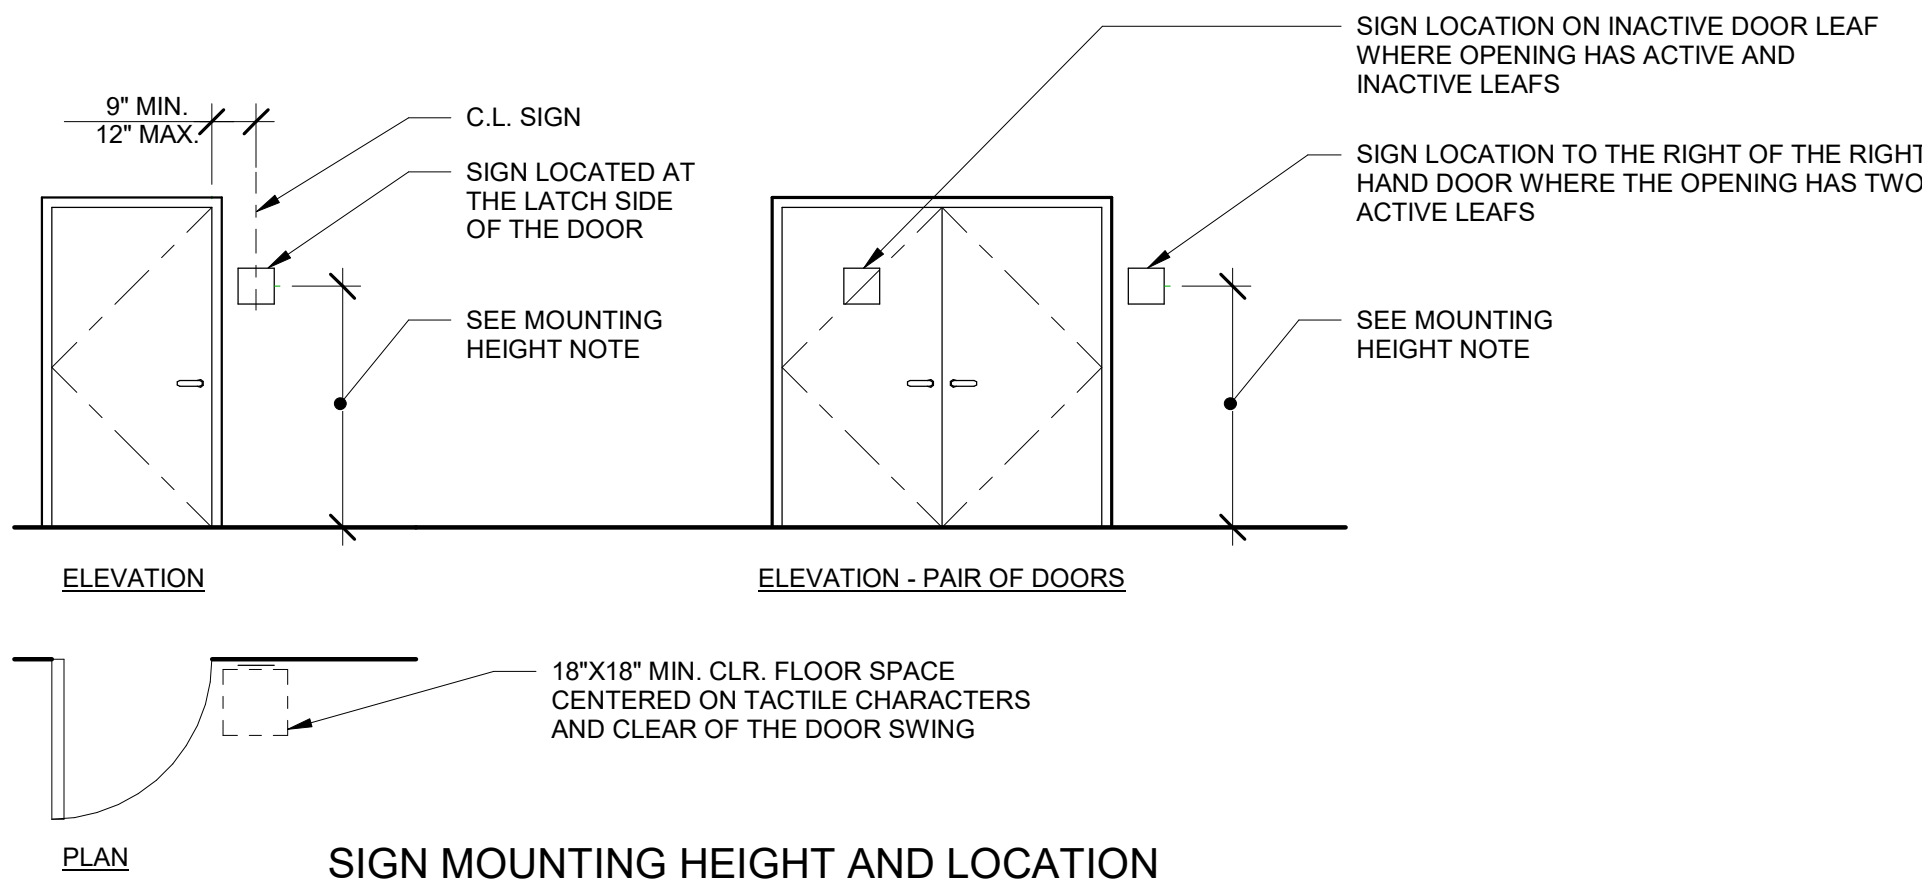 9" MIN.
12" MAX.
C.L. SIGN
SIGN LOCATED AT
THE LATCH SIDE
OF THE DOOR
SEE MOUNTING
HEIGHT NOTE
SIGN LOCATION ON INACTIVE DOOR LEAF
WHERE OPENING HAS ACTIVE AND
INACTIVE LEAFS
SIGN LOCATION TO THE RIGHT OF THE RIGHT
HAND DOOR WHERE THE OPENING HAS TWO
ACTIVE LEAFS
SEE MOUNTING
HEIGHT NOTE
ELEVATION
ELEVATION - PAIR OF DOORS
18"X18" MIN. CLR. FLOOR SPACE
CENTERED ON TACTILE CHARACTERS
AND CLEAR OF THE DOOR SWING
PLAN
SIGN MOUNTING HEIGHT AND LOCATION